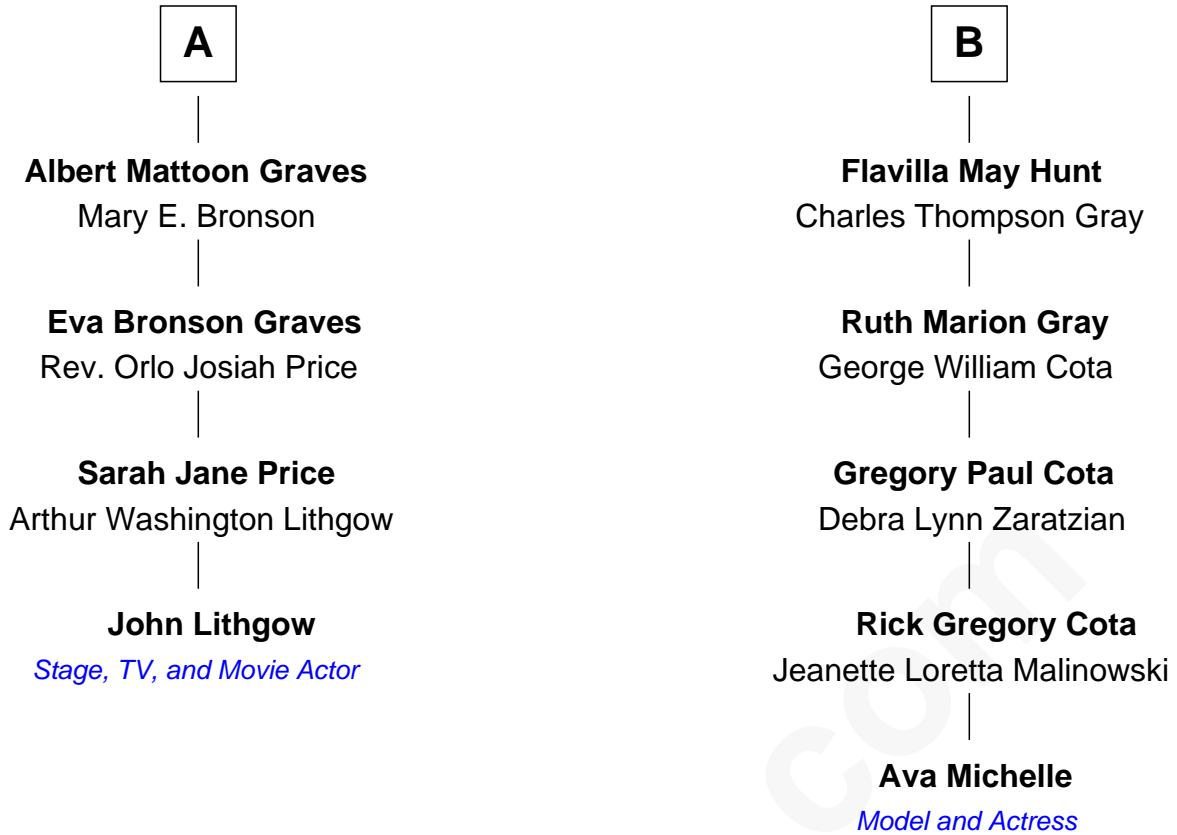 A
Albert Mattoon Graves
Mary E. Bronson
Eva Bronson Graves
Rev. Orlo Josiah Price
Sarah Jane Price
Arthur Washington Lithgow
John Lithgow
Stage, TV, and Movie Actor
B
Flavilla May Hunt
Charles Thompson Gray
Ruth Marion Gray
George William Cota
Gregory Paul Cota
Debra Lynn Zaratzian
Rick Gregory Cota
Jeanette Loretta Malinowski
Ava Michelle
Model and Actress
com